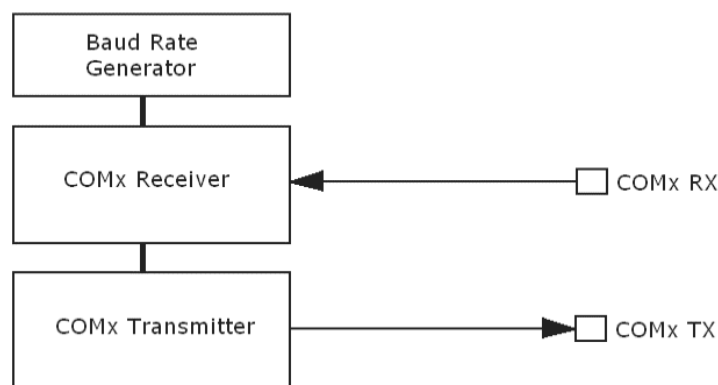 Baud Rate
Generator
COMx Receiver
COMx RX
COMx Transmitter
COMx TX